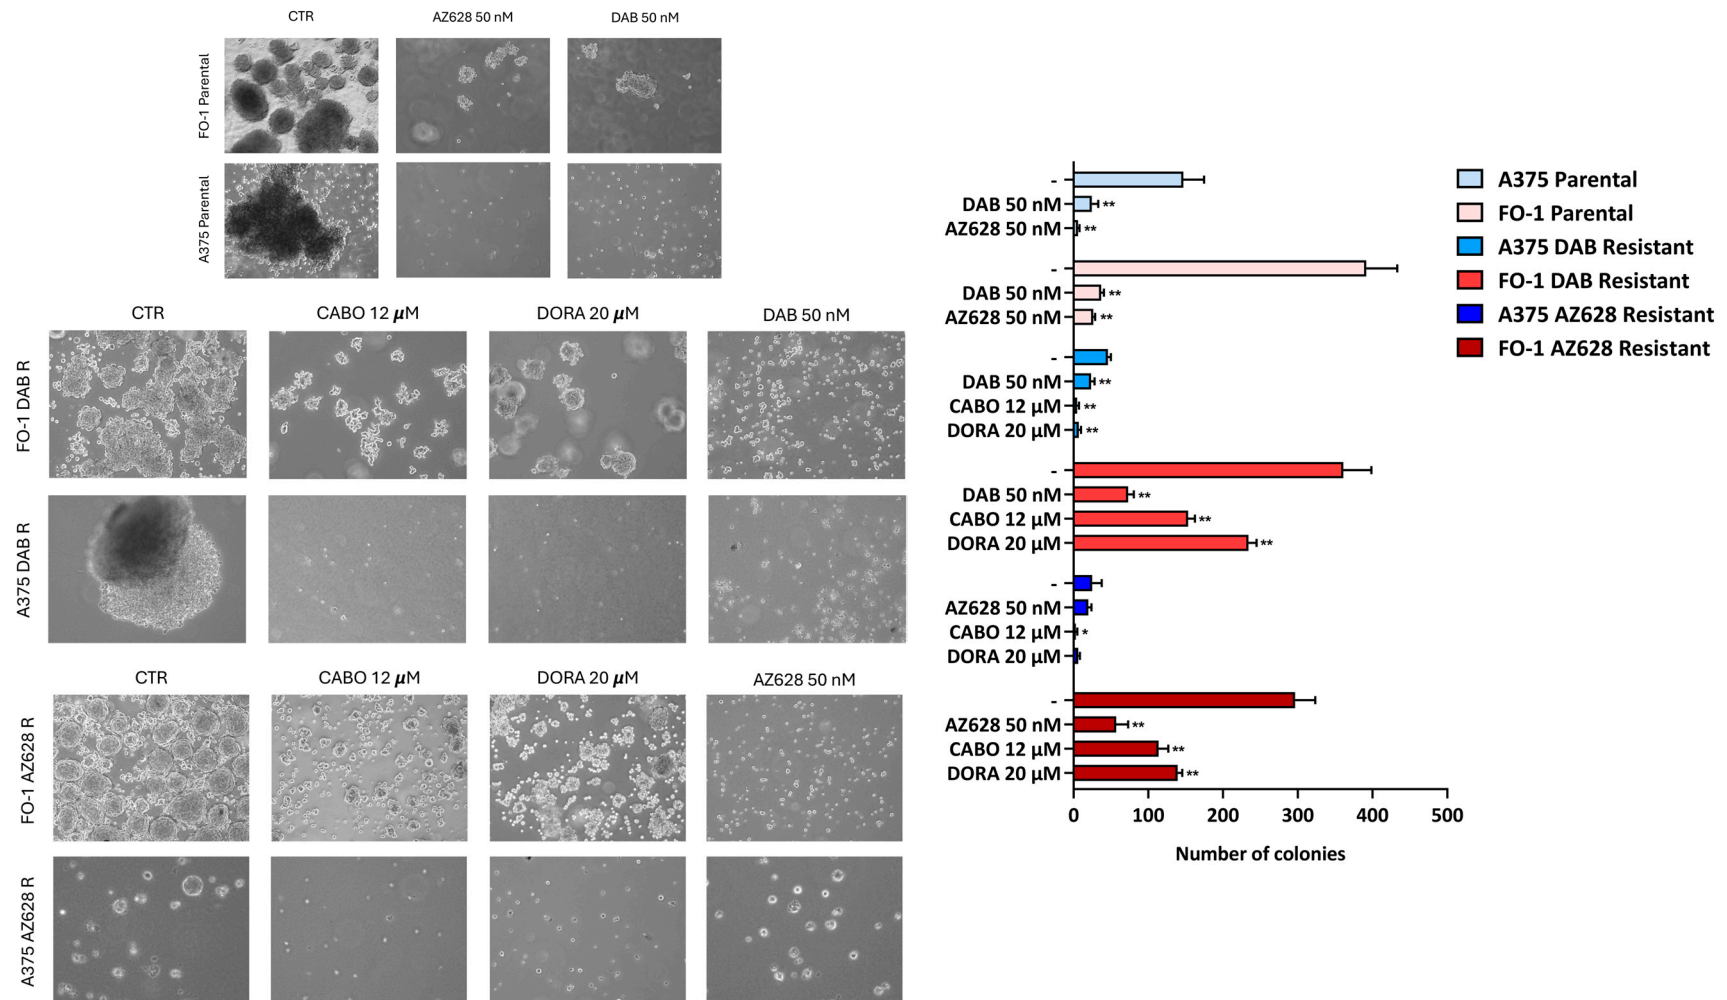 CTR AZ628 50 nM DAB 50 nM
FO-1 Parental
A375 Parental
CTR CABO 12 µM DORA 20 µM DAB 50 nM
FO-1 DAB R
A375 DAB R
CTR CABO 12 µM DORA 20 µM AZ628 50 nM
FO-1 AZ628 R
A375 AZ628 R
-
DAB 50 nM **
AZ628 50 nM **
-
DAB 50 nM **
AZ628 50 nM **
-
DAB 50 nM **
CABO 12 µM **
DORA 20 µM **
-
DAB 50 nM **
CABO 12 µM **
DORA 20 µM **
-
AZ628 50 nM
CABO 12 µM *
DORA 20 µM
-
AZ628 50 nM **
CABO 12 µM **
DORA 20 µM **
0 100 200 300 400 500
Number of colonies
A375 Parental
FO-1 Parental
A375 DAB Resistant
FO-1 DAB Resistant
A375 AZ628 Resistant
FO-1 AZ628 Resistant